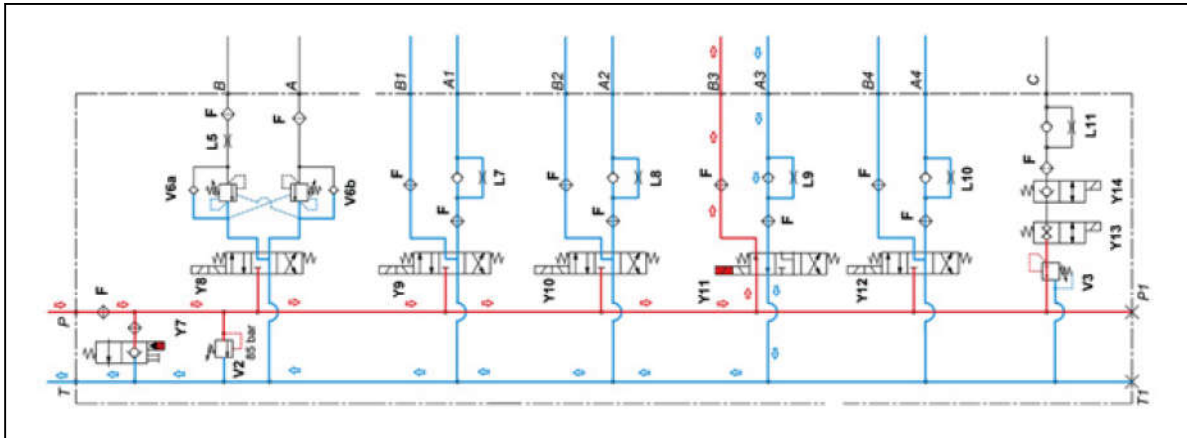 B
A
B1
A1
B2
A2
B3
A3
B4
A4
C
F
F
L5
V6a
V6b
F
F
L7
F
F
L8
F
F
L9
F
F
L10
F
L11
Y14
Y13
V3
Y8
Y9
Y10
Y11
Y12
P
F
Y7
V2
85 bar
T
P1
T1